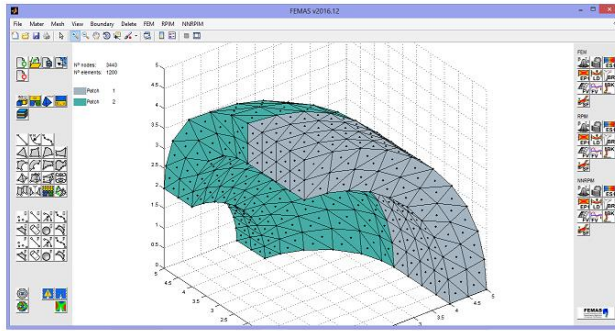 FEMAS v2016.12
File Mater Mesh View Boundary Delete FEM RPIM NNRPIM
Nº nodes: 3440
Nº elements: 1200
Patch 1
Patch 2
5
4.5
4
3.5
3
2.5
2
1.5
1
0.5
0
5
4.5
4
3.5
3
2.5
3
3.5
4
4.5
5
FEM
RPIM
NNRPIM
FEMAS